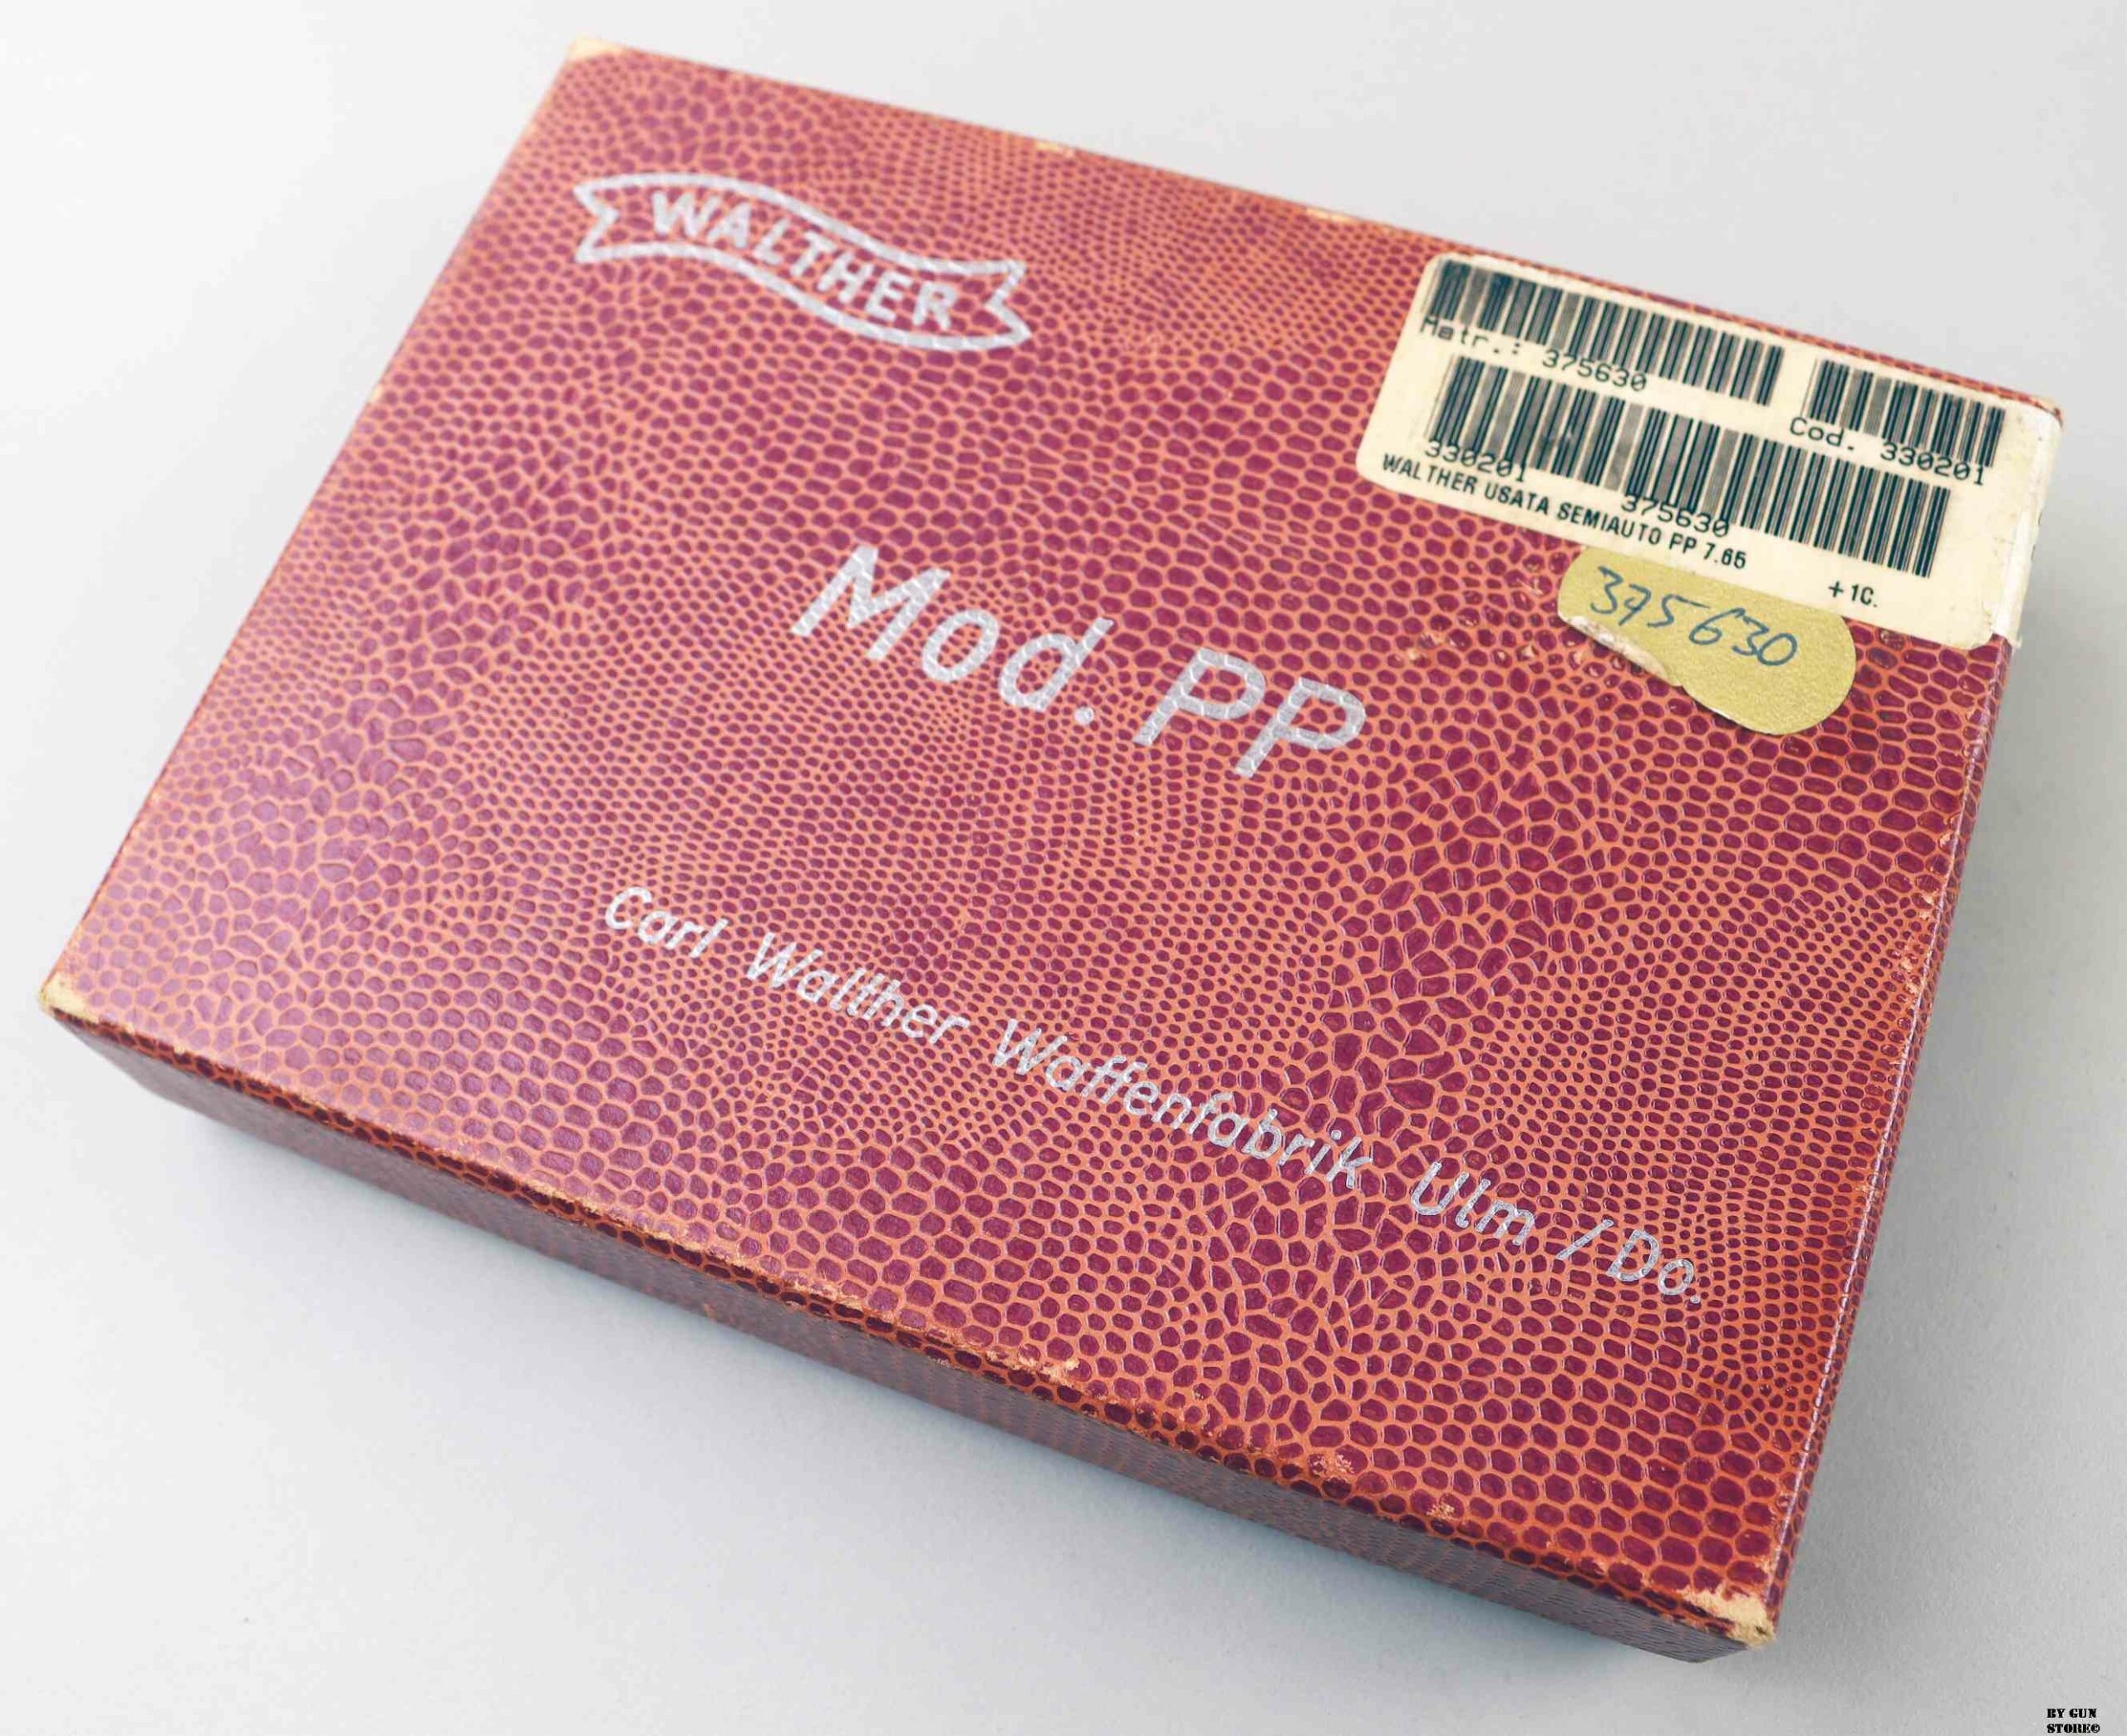 WALTHER
Matr.: 375630
Cod. 330201
330201
375630
WALTHER USATA SEMIAUTO PP 7.65
+1C.
375630
Mod. PP
Carl Walther Waffenfabrik Ulm / Do.
BY GUN
STORE©